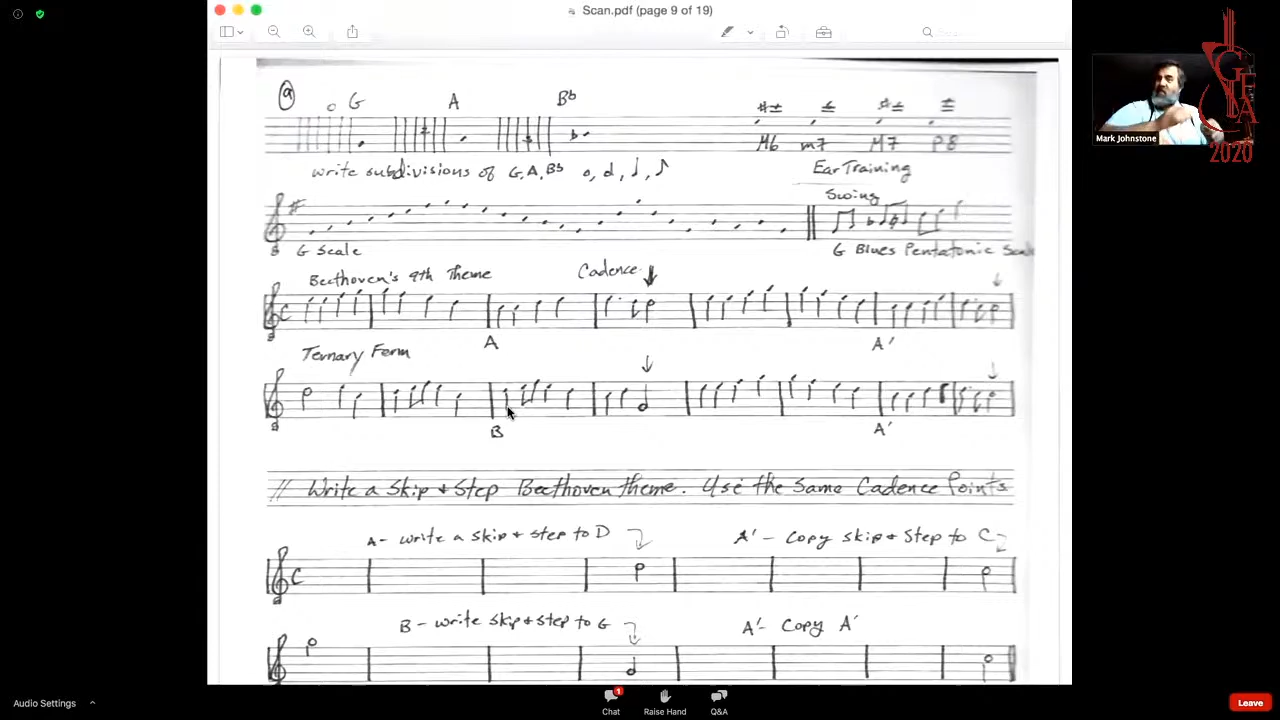 Scan.pdf (page 9 of 19)
9 G A Bb
M6 m7 M7 P8
write subdivisions of G, A, Bb
Ear Training
Swing
G Scale
G Blues Pentatonic
Beethoven's 9th Theme
Cadence
A A'
Ternary Form
B A'
Write a Skip + Step Beethoven theme. Use the Same Cadence Points
A - write a skip + step to D
A' - Copy skip + Step to C
B - write skip + step to G
A' - Copy A'
Mark Johnstone
GFA
2020
Audio Settings
1
Chat
Raise Hand
Q&A
Leave